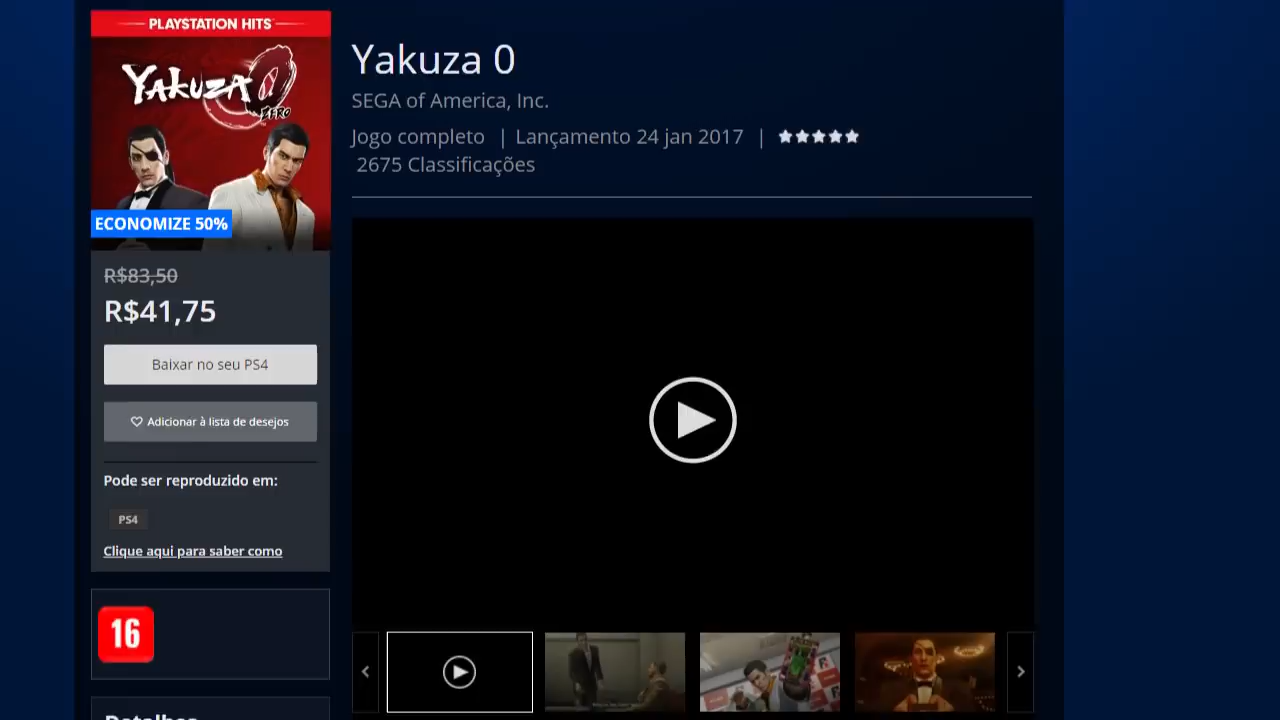 PLAYSTATION HITS
YAKUZA 0
ZERO
ECONOMIZE 50%
R$83,50
R$41,75
Baixar no seu PS4
Adicionar à lista de desejos
Pode ser reproduzido em:
PS4
Clique aqui para saber como
16
Detalhes
Yakuza 0
SEGA of America, Inc.
Jogo completo | Lançamento 24 jan 2017 |
2675 Classificações